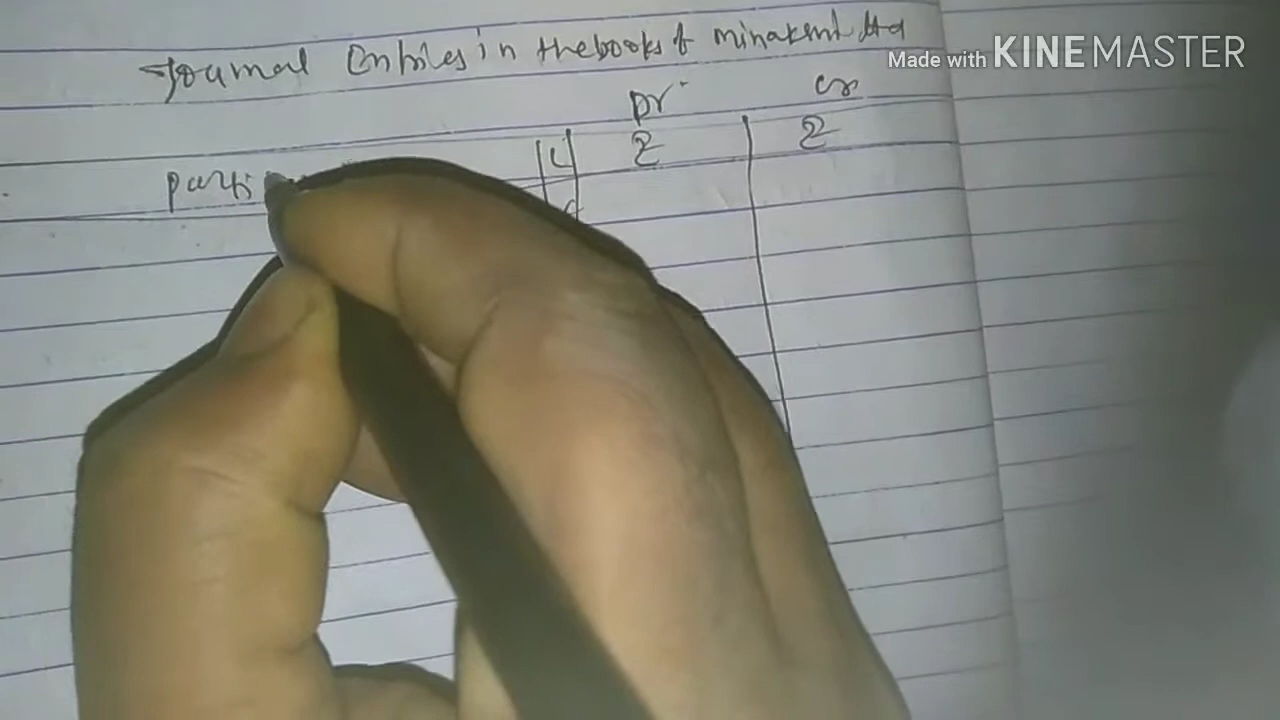 Journal Entries in the books of minakshi ltd
Made with KINEMASTER
Dr Cr
L ₹ ₹
parti